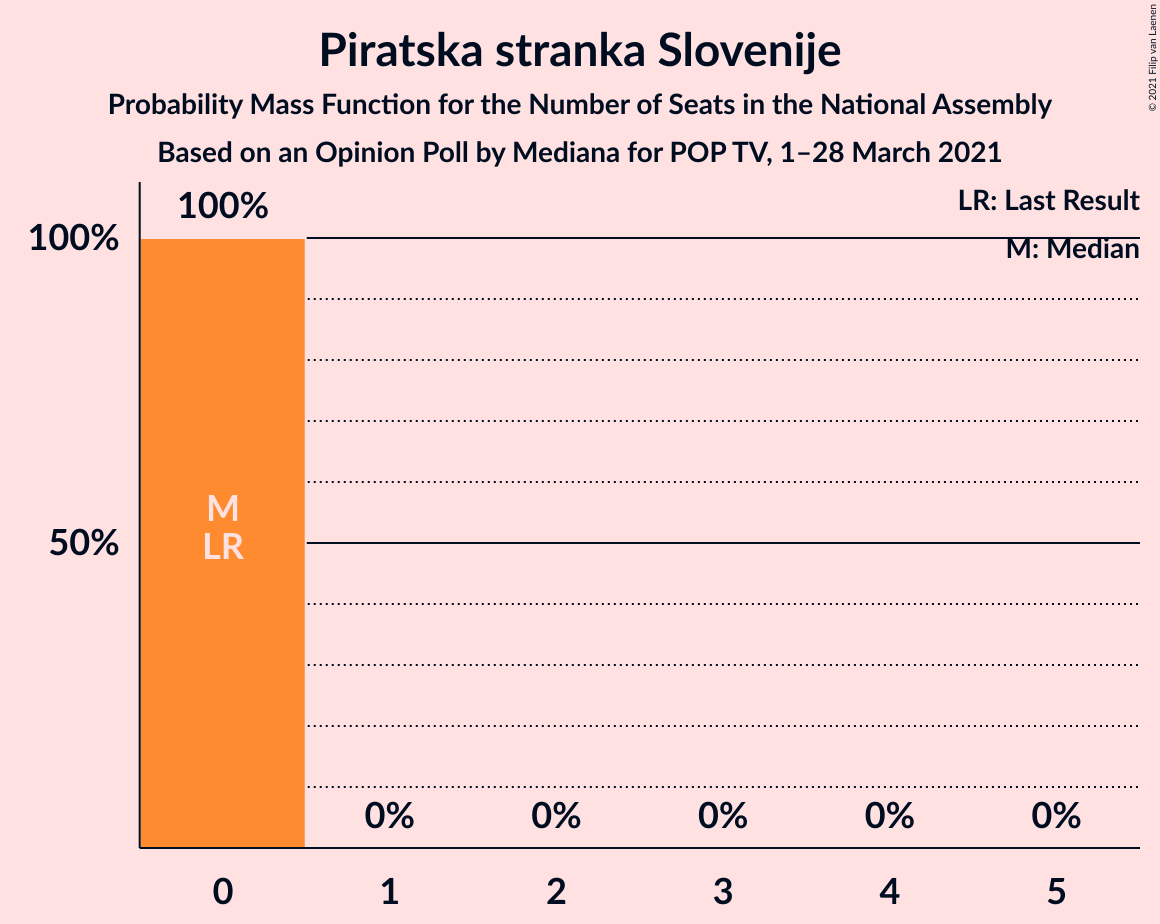 Piratska stranka Slovenije
Probability Mass Function for the Number of Seats in the National Assembly
Based on an Opinion Poll by Mediana for POP TV, 1–28 March 2021
© 2021 Filip van Laenen
LR: Last Result
M: Median
100%
100%
50%
M
LR
0%
0%
0%
0%
0%
0
1
2
3
4
5